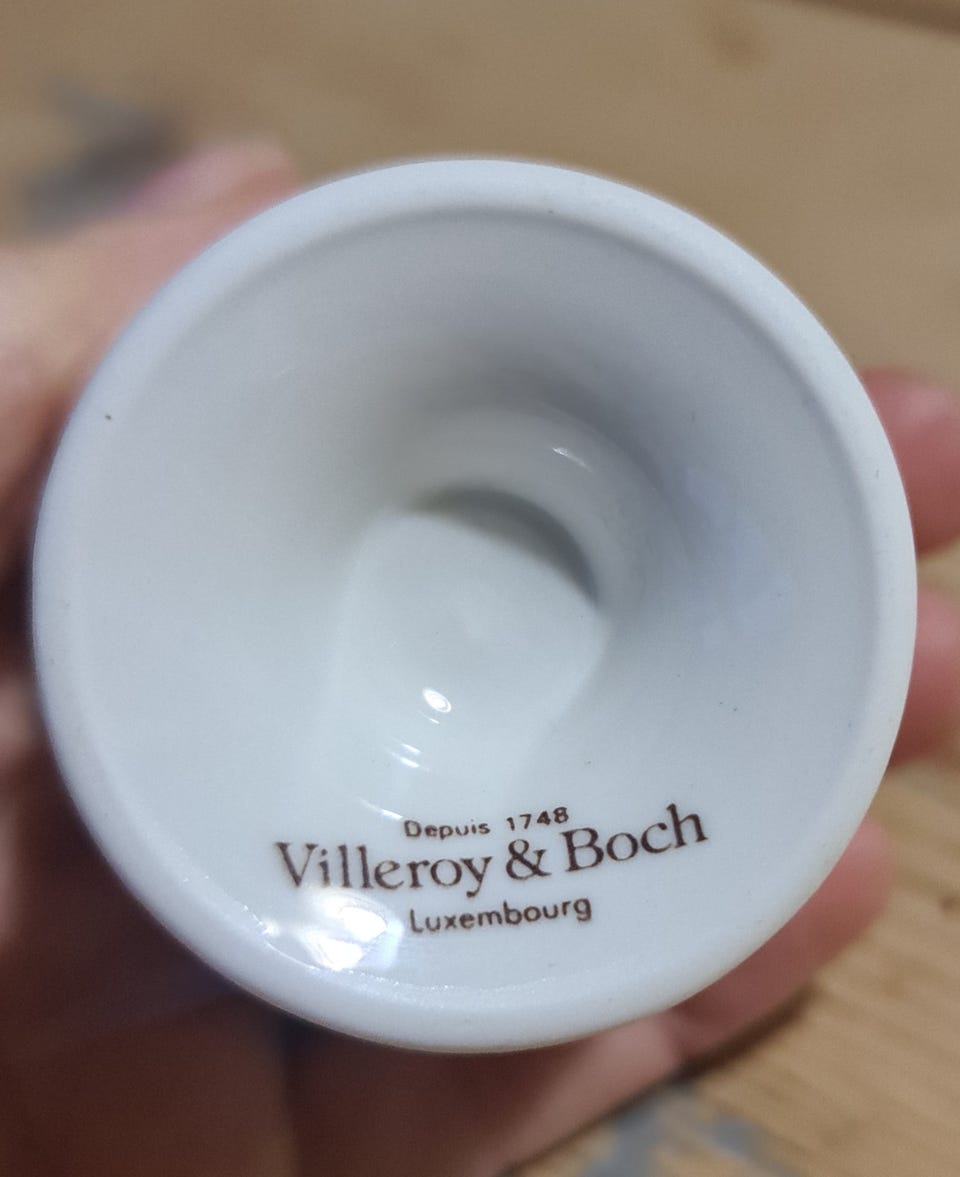 Depuis 1748
Villeroy & Boch
Luxembourg